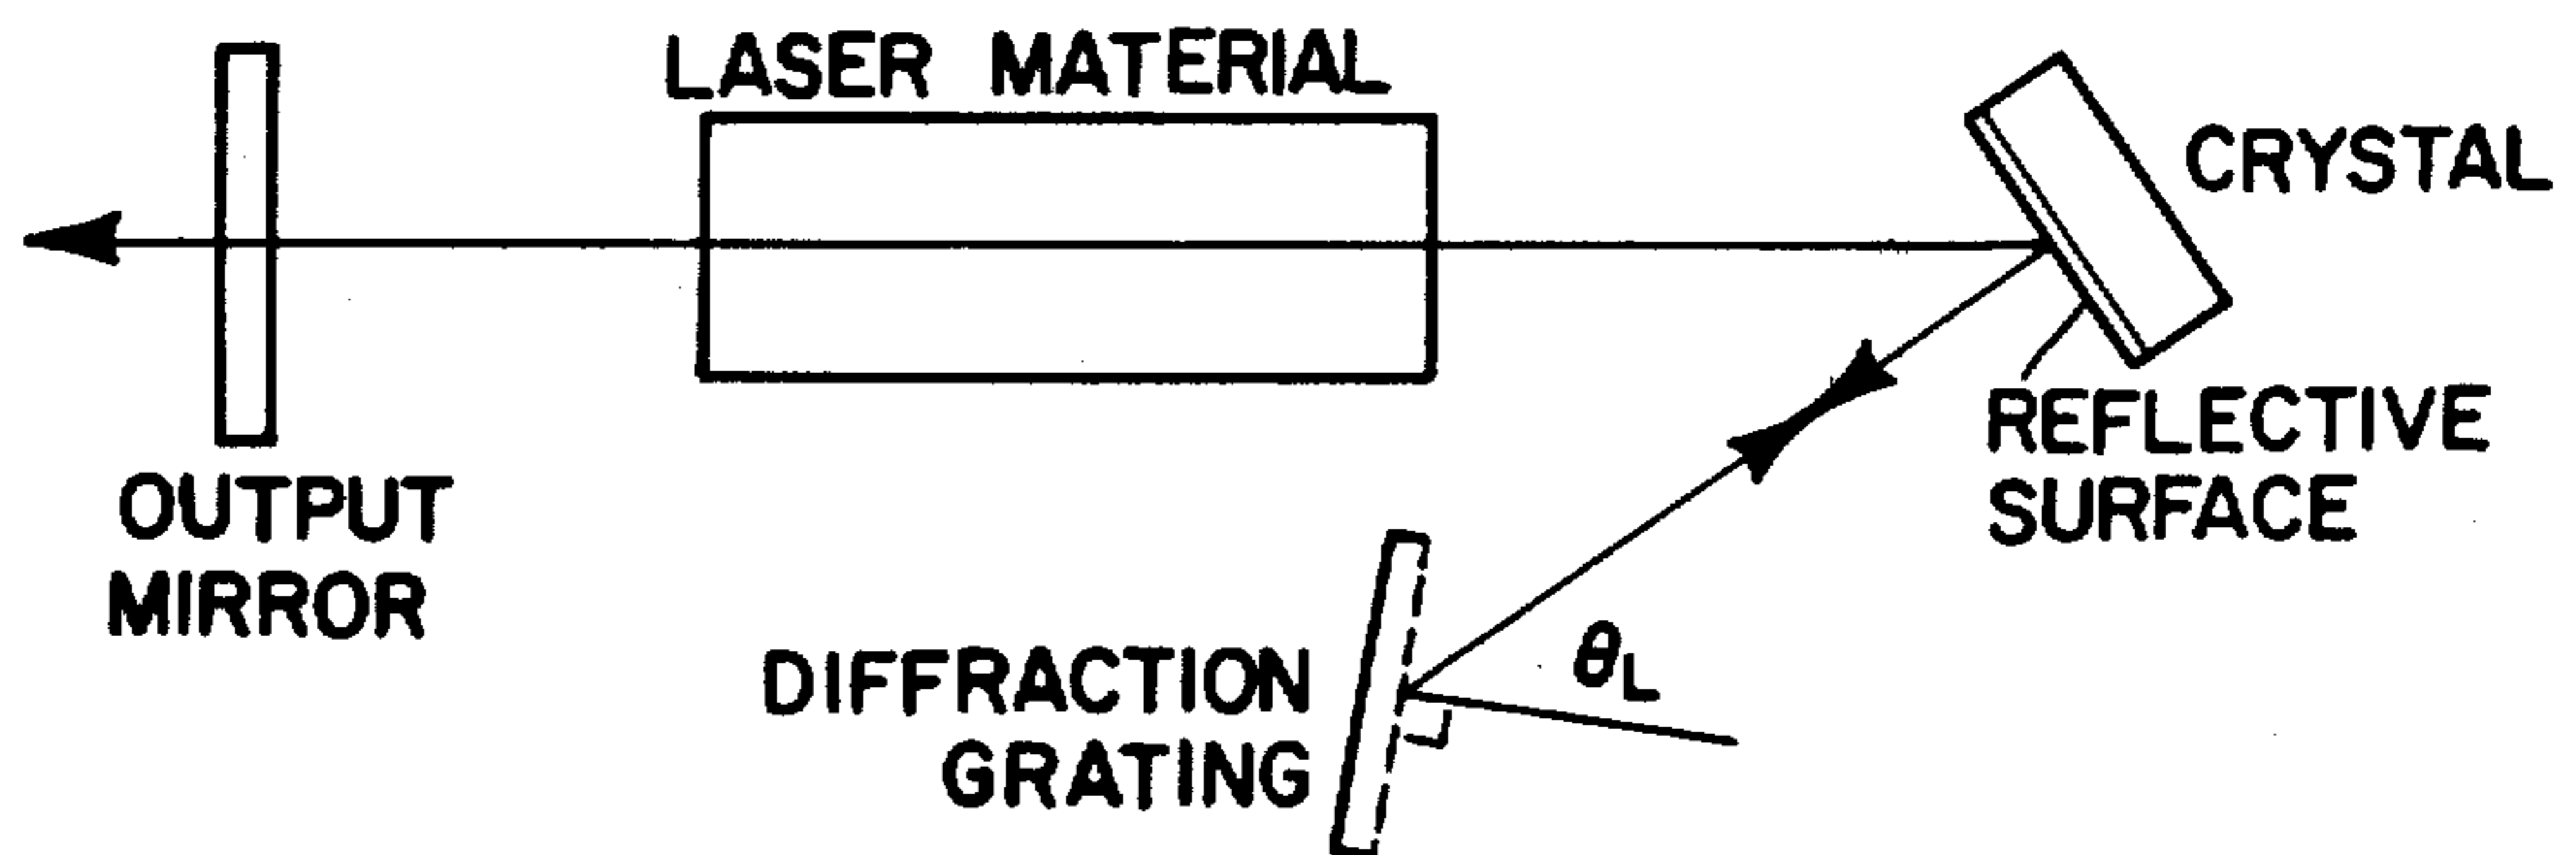 LASER MATERIAL
CRYSTAL
REFLECTIVE
SURFACE
OUTPUT
MIRROR
θL
DIFFRACTION
GRATING